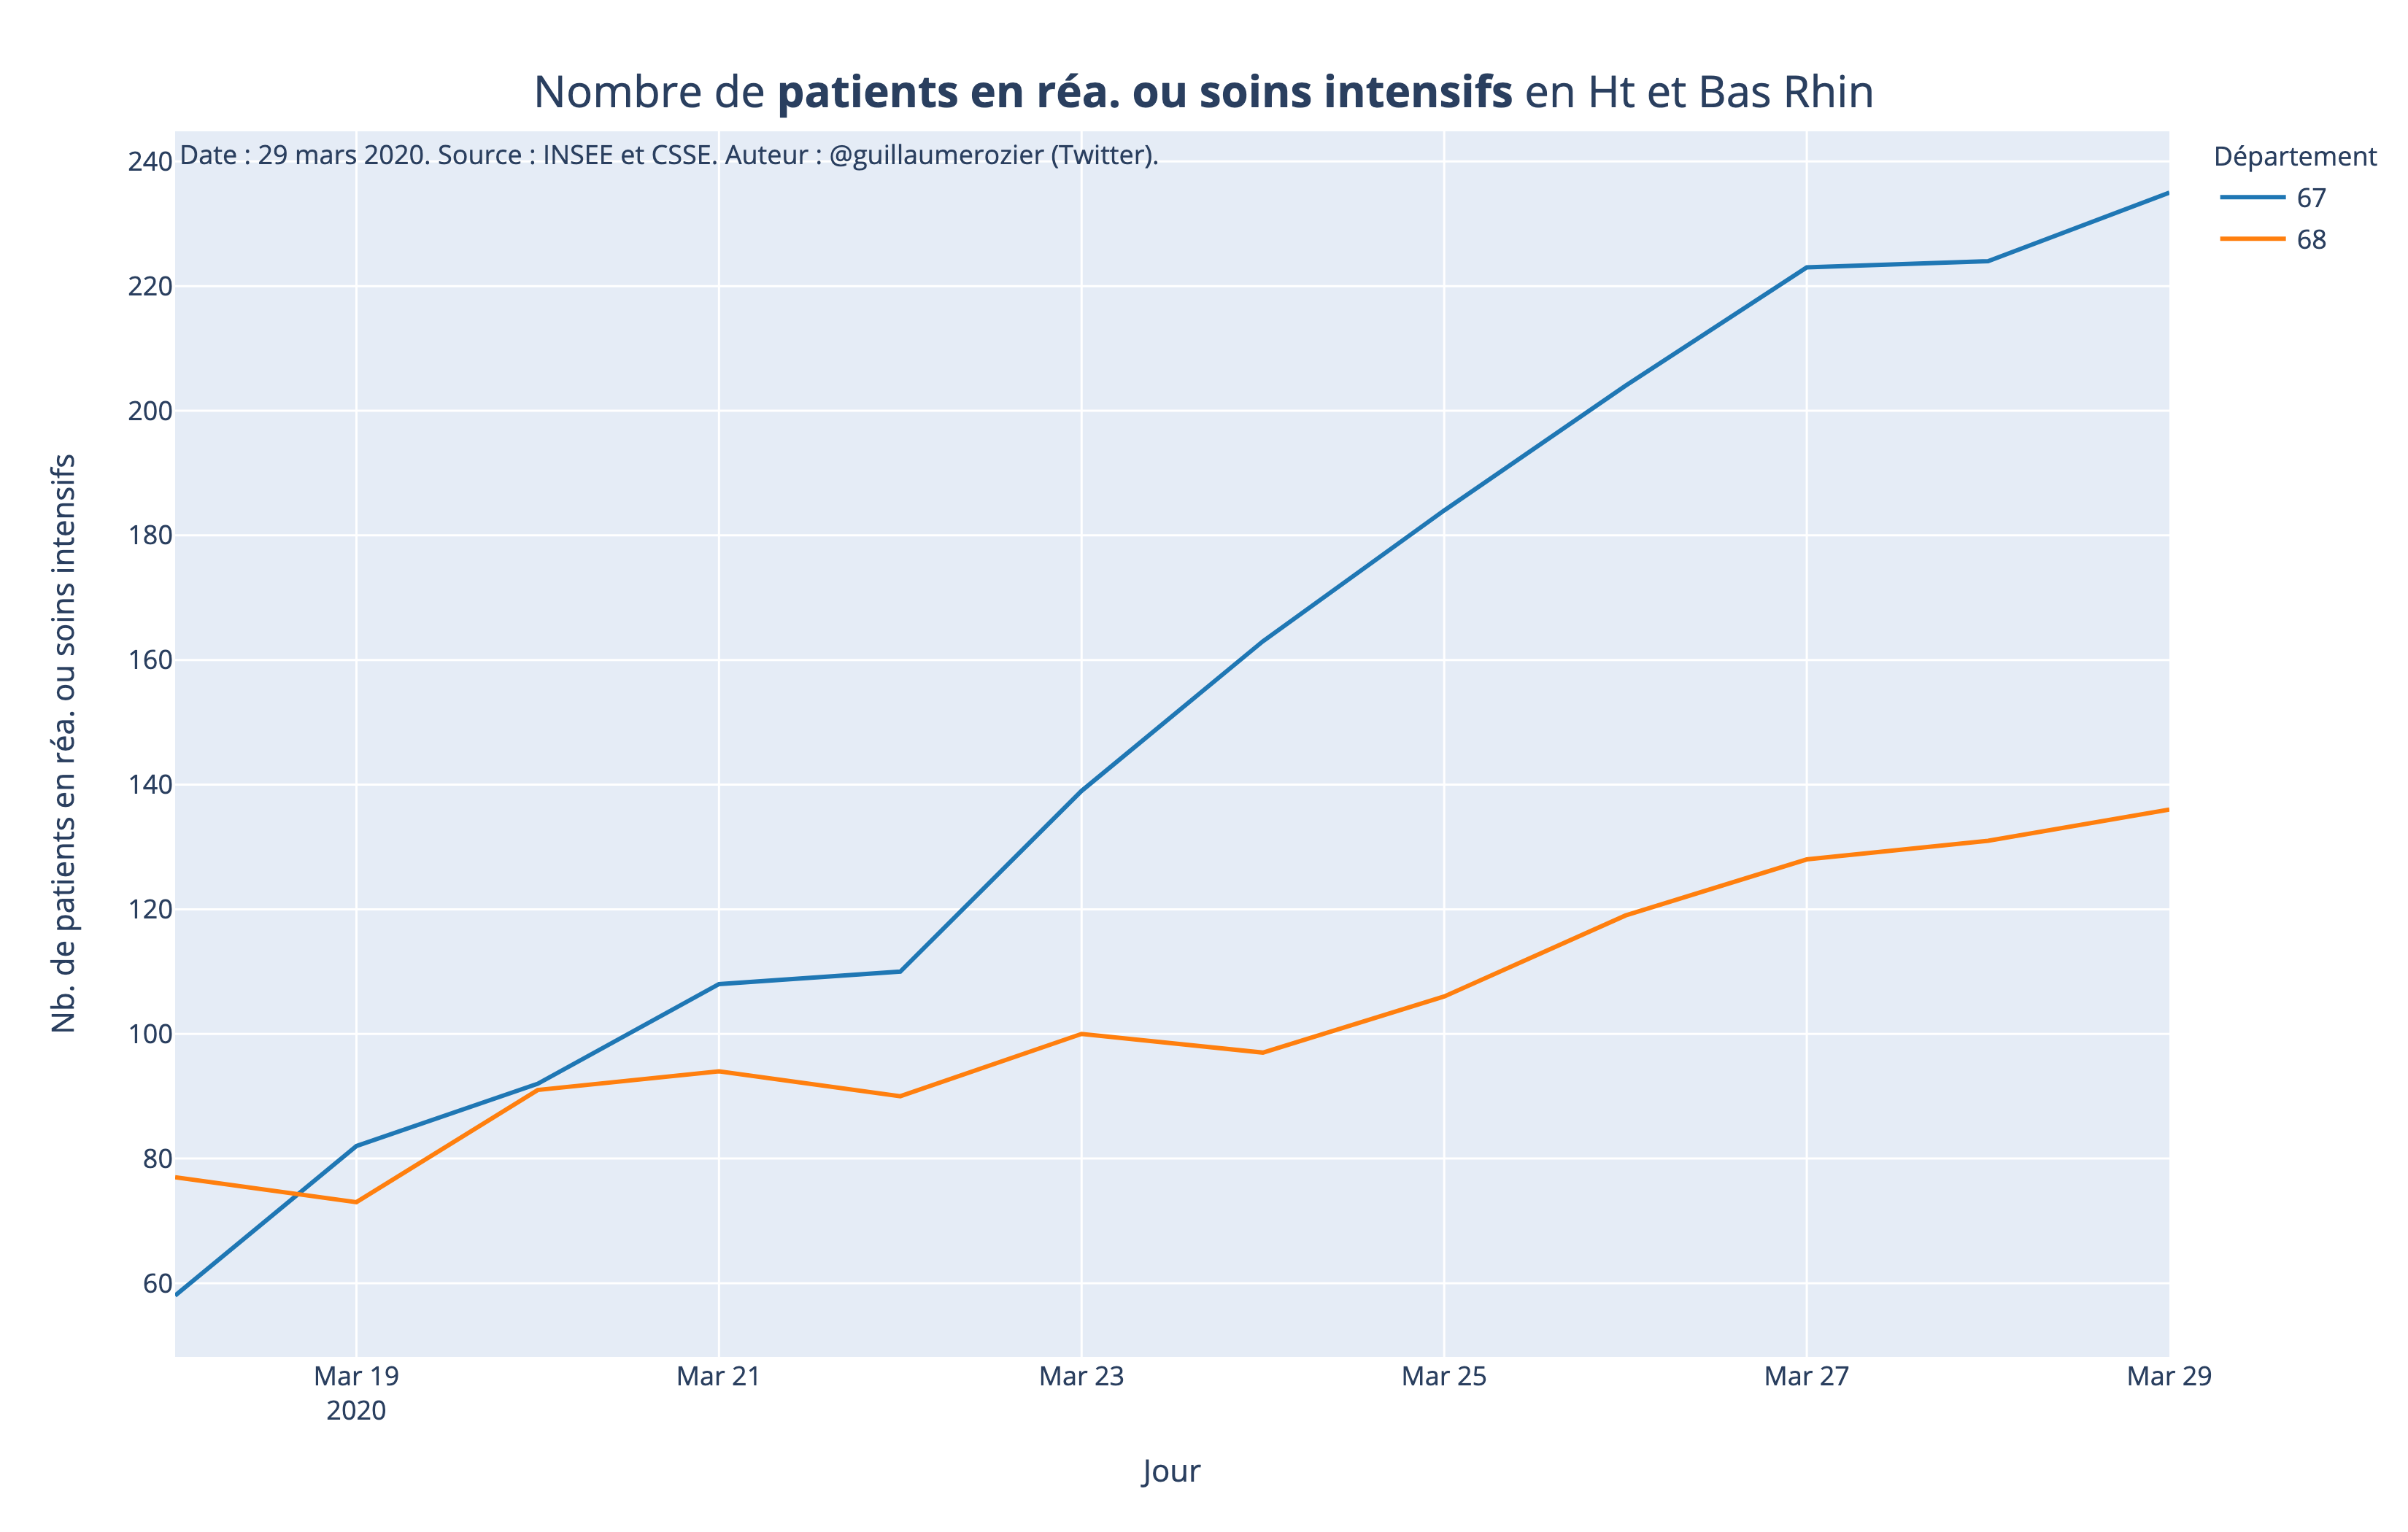 Nombre de patients en réa. ou soins intensifs en Ht et Bas Rhin
Date : 29 mars 2020. Source : INSEE et CSSE. Auteur : @guillaumerozier (Twitter).
Département
67
68
Nb. de patients en réa. ou soins intensifs
240
220
200
180
160
140
120
100
80
60
Mar 19
2020
Mar 21
Mar 23
Mar 25
Mar 27
Mar 29
Jour